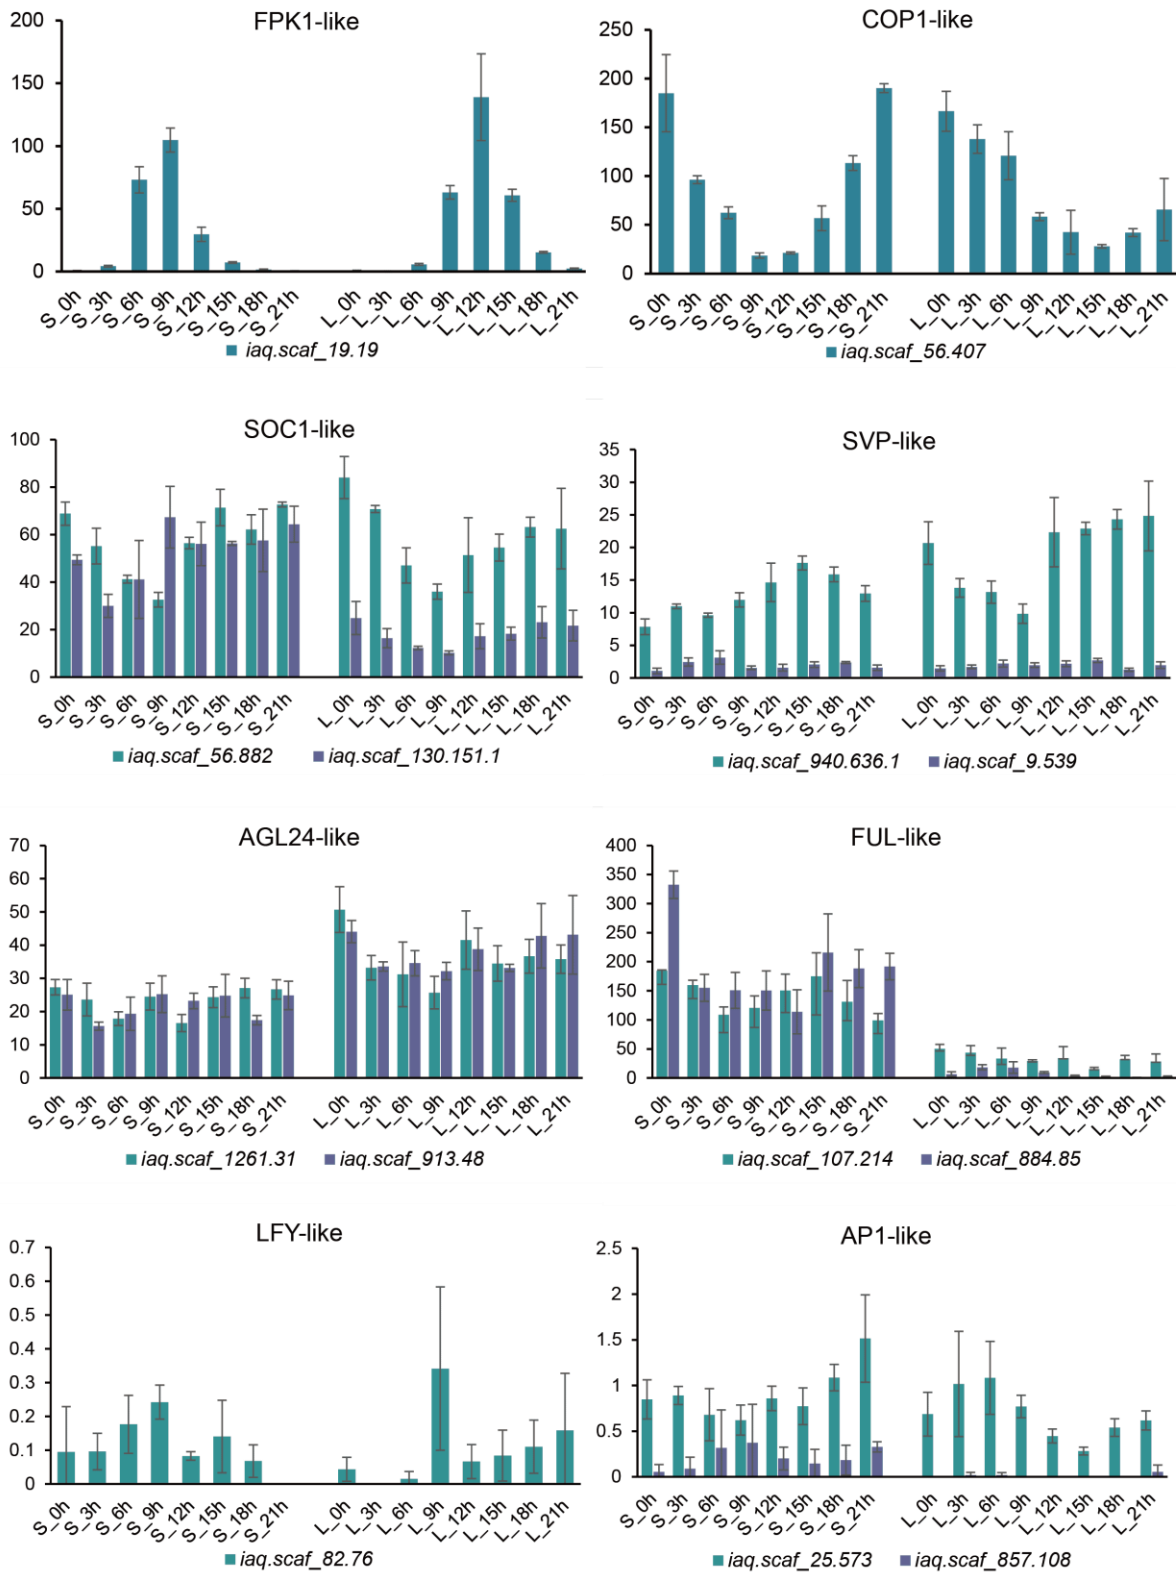 FPK1-like
200
150
100
50
0
S_0h S_3h S_6h S_9h S_12h S_15h S_18h S_21h L_0h L_3h L_6h L_9h L_12h L_15h L_18h L_21h
iaq.scaf_19.19
COP1-like
250
200
150
100
50
0
S_0h S_3h S_6h S_9h S_12h S_15h S_18h S_21h L_0h L_3h L_6h L_9h L_12h L_15h L_18h L_21h
iaq.scaf_56.407
SOC1-like
100
80
60
40
20
0
S_0h S_3h S_6h S_9h S_12h S_15h S_18h S_21h L_0h L_3h L_6h L_9h L_12h L_15h L_18h L_21h
iaq.scaf_56.882 iaq.scaf_130.151.1
SVP-like
35
30
25
20
15
10
5
0
S_0h S_3h S_6h S_9h S_12h S_15h S_18h S_21h L_0h L_3h L_6h L_9h L_12h L_15h L_18h L_21h
iaq.scaf_940.636.1 iaq.scaf_9.539
AGL24-like
70
60
50
40
30
20
10
0
S_0h S_3h S_6h S_9h S_12h S_15h S_18h S_21h L_0h L_3h L_6h L_9h L_12h L_15h L_18h L_21h
iaq.scaf_1261.31 iaq.scaf_913.48
FUL-like
400
350
300
250
200
150
100
50
0
S_0h S_3h S_6h S_9h S_12h S_15h S_18h S_21h L_0h L_3h L_6h L_9h L_12h L_15h L_18h L_21h
iaq.scaf_107.214 iaq.scaf_884.85
LFY-like
0.7
0.6
0.5
0.4
0.3
0.2
0.1
0
S_0h S_3h S_6h S_9h S_12h S_15h S_18h S_21h L_0h L_3h L_6h L_9h L_12h L_15h L_18h L_21h
iaq.scaf_82.76
AP1-like
2.5
2
1.5
1
0.5
0
S_0h S_3h S_6h S_9h S_12h S_15h S_18h S_21h L_0h L_3h L_6h L_9h L_12h L_15h L_18h L_21h
iaq.scaf_25.573 iaq.scaf_857.108